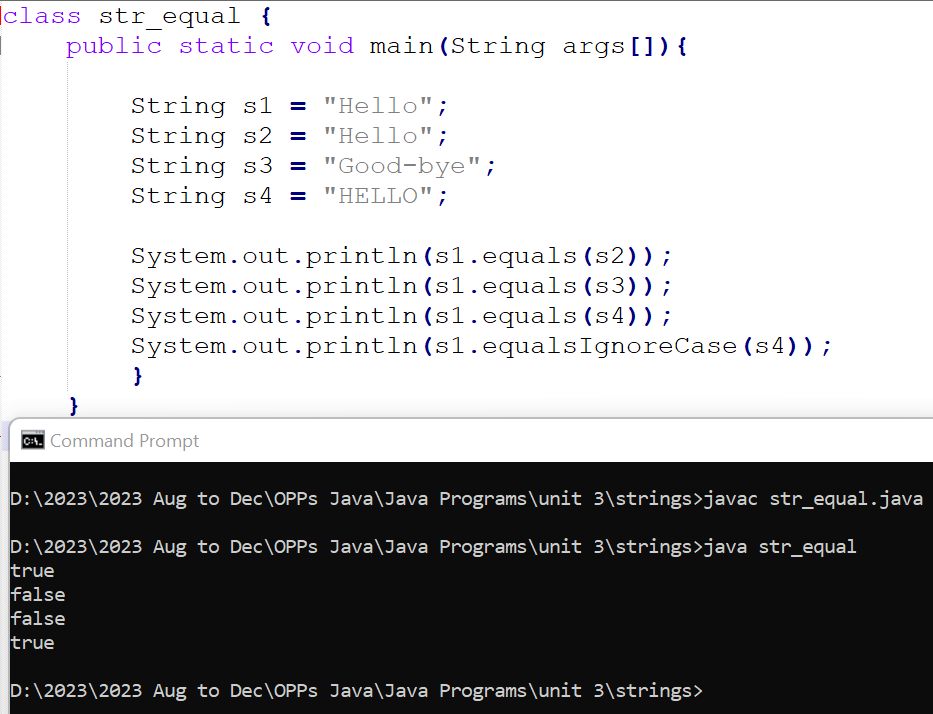 class str_equal {
public static void main(String args[]){
String s1 = "Hello";
String s2 = "Hello";
String s3 = "Good-bye";
String s4 = "HELLO";
System.out.println(s1.equals(s2));
System.out.println(s1.equals(s3));
System.out.println(s1.equals(s4));
System.out.println(s1.equalsIgnoreCase(s4));
}
}
C:\. Command Prompt
D:\2023\2023 Aug to Dec\OPPs Java\Java Programs\unit 3\strings>javac str_equal.java
D:\2023\2023 Aug to Dec\OPPs Java\Java Programs\unit 3\strings>java str_equal
true
false
false
true
D:\2023\2023 Aug to Dec\OPPs Java\Java Programs\unit 3\strings>